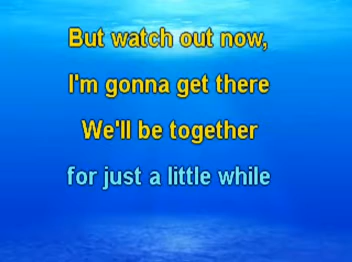 But watch out now,
I'm gonna get there
We'll be together
for just a little while